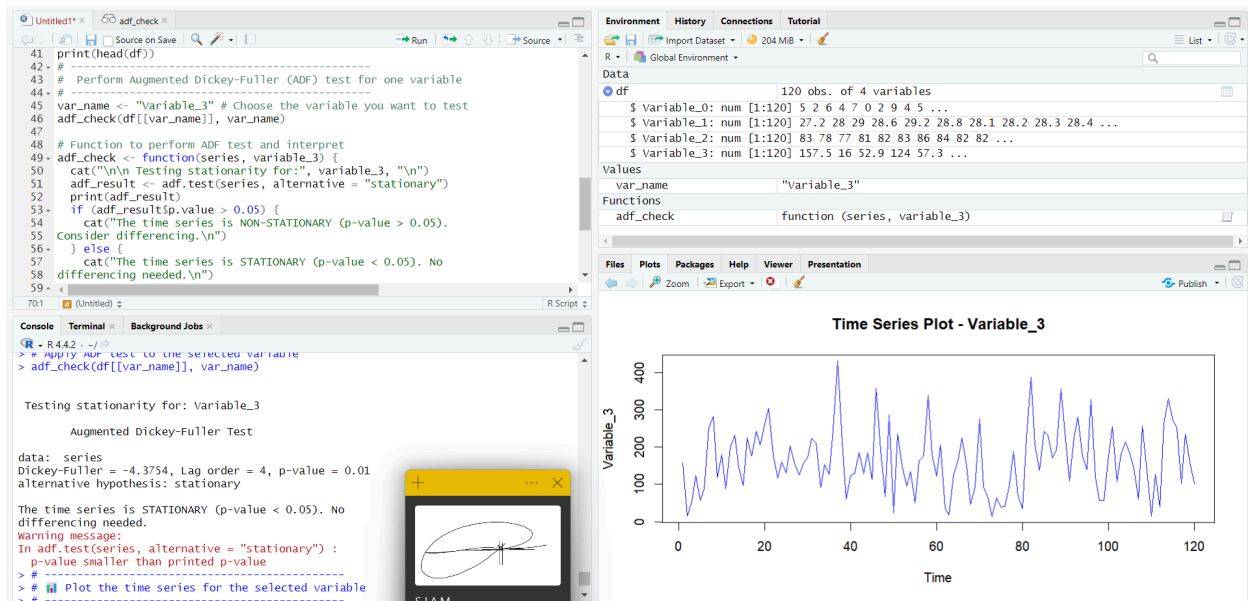 Untitled1* × adf_check ×
Source on Save Run Source
41 print(head(df))
42 # ----------------------------------------------
43 #  Perform Augmented Dickey-Fuller (ADF) test for one variable
44 # ----------------------------------------------
45 var_name <- "Variable_3" # Choose the variable you want to test
46 adf_check(df[[var_name]], var_name)
47
48 # Function to perform ADF test and interpret
49 adf_check <- function(series, variable_3) {
50   cat("\n\n Testing stationarity for:", variable_3, "\n")
51   adf_result <- adf.test(series, alternative = "stationary")
52   print(adf_result)
53   if (adf_result$p.value > 0.05) {
54     cat("The time series is NON-STATIONARY (p-value > 0.05).
55 Consider differencing.\n")
56   } else {
57     cat("The time series is STATIONARY (p-value < 0.05). No
58 differencing needed.\n")
59
70:1 (Untitled) R Script
Console Terminal × Background Jobs ×
R 4.4.2 · ~/
> # Apply ADF test to the selected variable
> adf_check(df[[var_name]], var_name)
Testing stationarity for: Variable_3
Augmented Dickey-Fuller Test
data:  series
Dickey-Fuller = -4.3754, Lag order = 4, p-value = 0.01
alternative hypothesis: stationary
The time series is STATIONARY (p-value < 0.05). No
differencing needed.
Warning message:
In adf.test(series, alternative = "stationary") :
  p-value smaller than printed p-value
> # ----------------------------------------------
> # 📊 Plot the time series for the selected variable
> # ----------------------------------------------
SIAM
Environment History Connections Tutorial
Import Dataset 204 MiB List
R Global Environment
Data
df 120 obs. of 4 variables
$ Variable_0: num [1:120] 5 2 6 4 7 0 2 9 4 5 ...
$ Variable_1: num [1:120] 27.2 28 29 28.6 29.2 28.8 28.1 28.2 28.3 28.4 ...
$ Variable_2: num [1:120] 83 78 77 81 82 83 86 84 82 82 ...
$ Variable_3: num [1:120] 157.5 16 52.9 124 57.3 ...
Values
var_name "Variable_3"
Functions
adf_check function (series, variable_3)
Files Plots Packages Help Viewer Presentation
Zoom Export Publish
Time Series Plot - Variable_3
Variable_3
400
300
200
100
0
0 20 40 60 80 100 120
Time